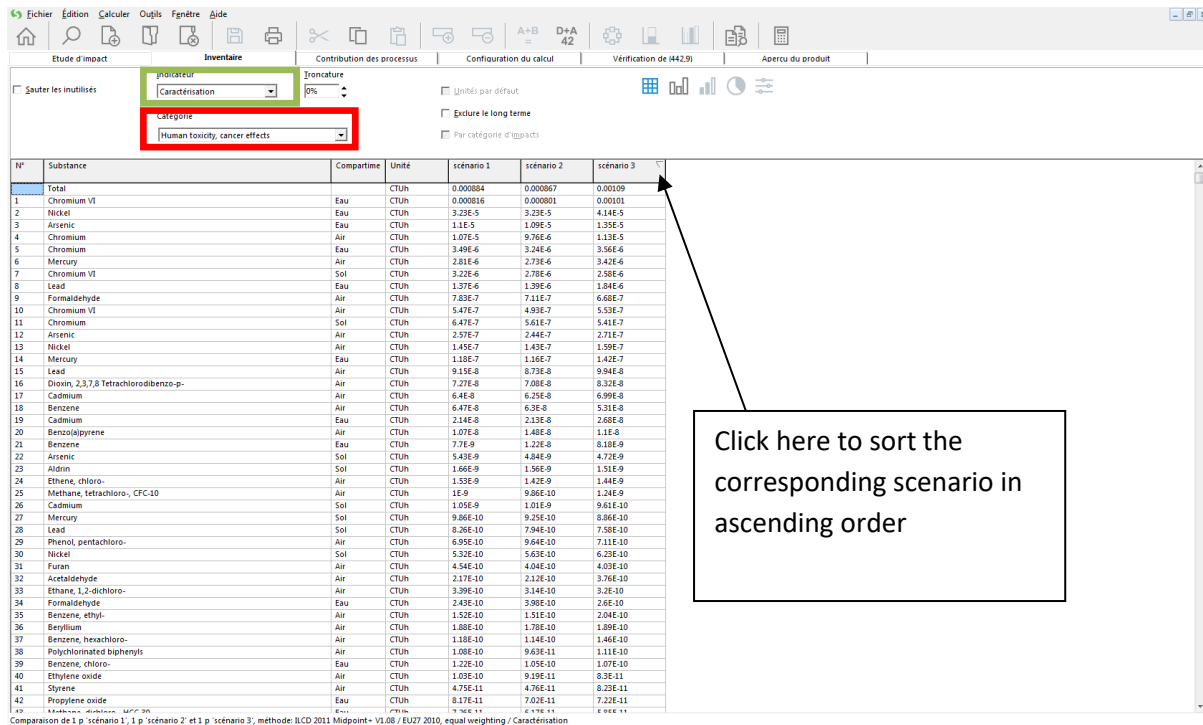 Fichier Édition Calculer Outils Fenêtre Aide
A+B = D+A 42
Etude d'impact Inventaire Contribution des processus Configuration du calcul Vérification de (442,9) Apercu du produit
Sauter les inutilisés
Indicateur
Caractérisation
Troncature
0%
Unités par défaut
Exclure le long terme
Par catégorie d'impacts
Catégorie
Human toxicity, cancer effects
N° Substance Compartime Unité scénario 1 scénario 2 scénario 3
Total CTUh 0.000884 0.000867 0.00109
1 Chromium VI Eau CTUh 0.000816 0.000801 0.00101
2 Nickel Eau CTUh 3.23E-5 3.23E-5 4.14E-5
3 Arsenic Eau CTUh 1.1E-5 1.09E-5 1.35E-5
4 Chromium Air CTUh 1.07E-5 9.76E-6 1.13E-5
5 Chromium Eau CTUh 3.49E-6 3.24E-6 3.56E-6
6 Mercury Air CTUh 2.81E-6 2.73E-6 3.42E-6
7 Chromium VI Sol CTUh 3.22E-6 2.78E-6 2.58E-6
8 Lead Eau CTUh 1.37E-6 1.39E-6 1.84E-6
9 Formaldehyde Air CTUh 7.83E-7 7.11E-7 6.68E-7
10 Chromium VI Air CTUh 5.47E-7 4.93E-7 5.53E-7
11 Chromium Sol CTUh 6.47E-7 5.61E-7 5.41E-7
12 Arsenic Air CTUh 2.57E-7 2.44E-7 2.71E-7
13 Nickel Air CTUh 1.45E-7 1.43E-7 1.59E-7
14 Mercury Eau CTUh 1.18E-7 1.16E-7 1.42E-7
15 Lead Air CTUh 9.15E-8 8.73E-8 9.94E-8
16 Dioxin, 2,3,7,8 Tetrachlorodibenzo-p- Air CTUh 7.27E-8 7.08E-8 8.32E-8
17 Cadmium Air CTUh 6.4E-8 6.25E-8 6.99E-8
18 Benzene Air CTUh 6.47E-8 6.3E-8 5.31E-8
19 Cadmium Eau CTUh 2.14E-8 2.13E-8 2.68E-8
20 Benzo(a)pyrene Air CTUh 1.07E-8 1.48E-8 1.1E-8
21 Benzene Eau CTUh 7.7E-9 1.22E-8 8.18E-9
22 Arsenic Sol CTUh 5.43E-9 4.84E-9 4.72E-9
23 Aldrin Sol CTUh 1.66E-9 1.56E-9 1.51E-9
24 Ethene, chloro- Air CTUh 1.53E-9 1.42E-9 1.44E-9
25 Methane, tetrachloro-, CFC-10 Air CTUh 1E-9 9.86E-10 1.24E-9
26 Cadmium Sol CTUh 1.05E-9 1.01E-9 9.61E-10
27 Mercury Sol CTUh 9.86E-10 9.25E-10 8.86E-10
28 Lead Sol CTUh 8.26E-10 7.94E-10 7.58E-10
29 Phenol, pentachloro- Air CTUh 6.95E-10 9.64E-10 7.11E-10
30 Nickel Sol CTUh 5.32E-10 5.63E-10 6.23E-10
31 Furan Air CTUh 4.54E-10 4.04E-10 4.03E-10
32 Acetaldehyde Air CTUh 2.17E-10 2.12E-10 3.76E-10
33 Ethane, 1,2-dichloro- Air CTUh 3.39E-10 3.14E-10 3.2E-10
34 Formaldehyde Eau CTUh 2.43E-10 3.98E-10 2.6E-10
35 Benzene, ethyl- Air CTUh 1.52E-10 1.51E-10 2.04E-10
36 Beryllium Air CTUh 1.88E-10 1.78E-10 1.89E-10
37 Benzene, hexachloro- Air CTUh 1.18E-10 1.14E-10 1.46E-10
38 Polychlorinated biphenyls Air CTUh 1.08E-10 9.63E-11 1.11E-10
39 Benzene, chloro- Eau CTUh 1.22E-10 1.05E-10 1.07E-10
40 Ethylene oxide Air CTUh 1.03E-10 9.19E-11 8.3E-11
41 Styrene Air CTUh 4.75E-11 4.76E-11 8.23E-11
42 Propylene oxide Eau CTUh 8.17E-11 7.02E-11 7.22E-11
Click here to sort the
corresponding scenario in
ascending order
Comparaison de 1 p 'scénario 1', 1 p 'scénario 2' et 1 p 'scénario 3', méthode: ILCD 2011 Midpoint+ V1.08 / EU27 2010, equal weighting / Caractérisation